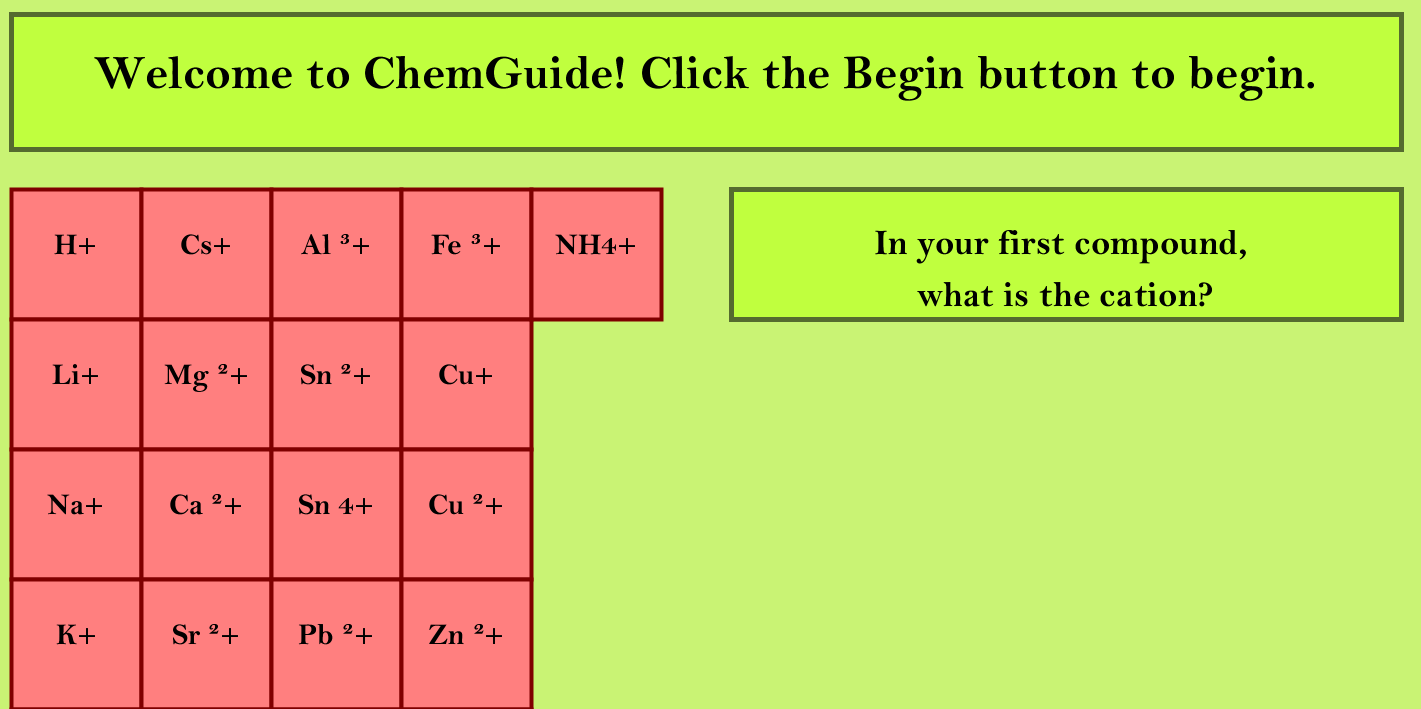 Welcome to ChemGuide! Click the Begin button to begin.
H+ Cs+ Al ³+ Fe ³+ NH4+
In your first compound,
what is the cation?
Li+ Mg ²+ Sn ²+ Cu+
Na+ Ca ²+ Sn 4+ Cu ²+
K+ Sr ²+ Pb ²+ Zn ²+